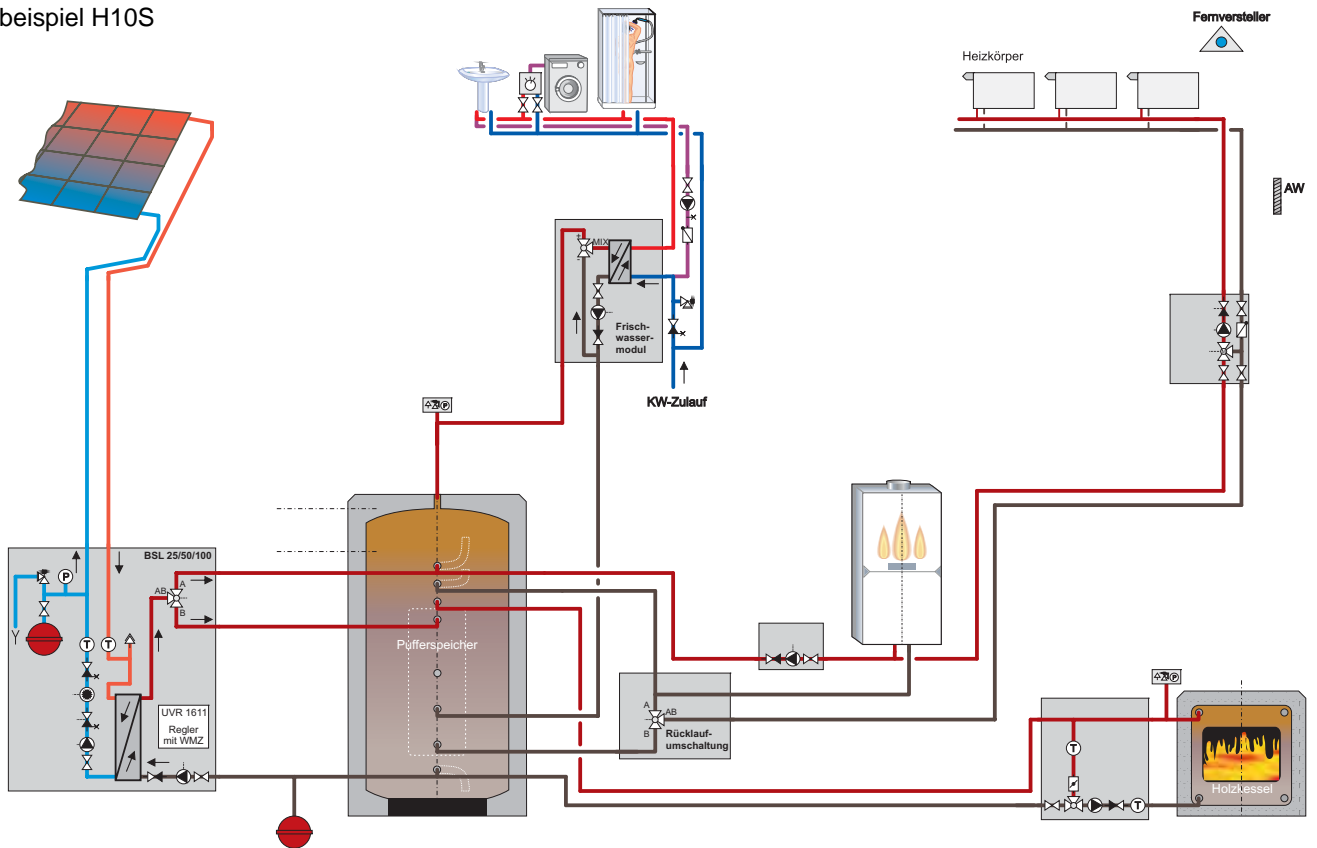 beispiel H10S
Fernversteller
Heizkörper
AW
MIX
+
-
Frisch-
wasser-
modul
KW-Zulauf
P
BSL 25/50/100
P
A
AB
B
T
T
UVR 1611
Regler
mit WMZ
Pufferspeicher
A
AB
B
Rücklauf-
umschaltung
P
T
T
Holzkessel